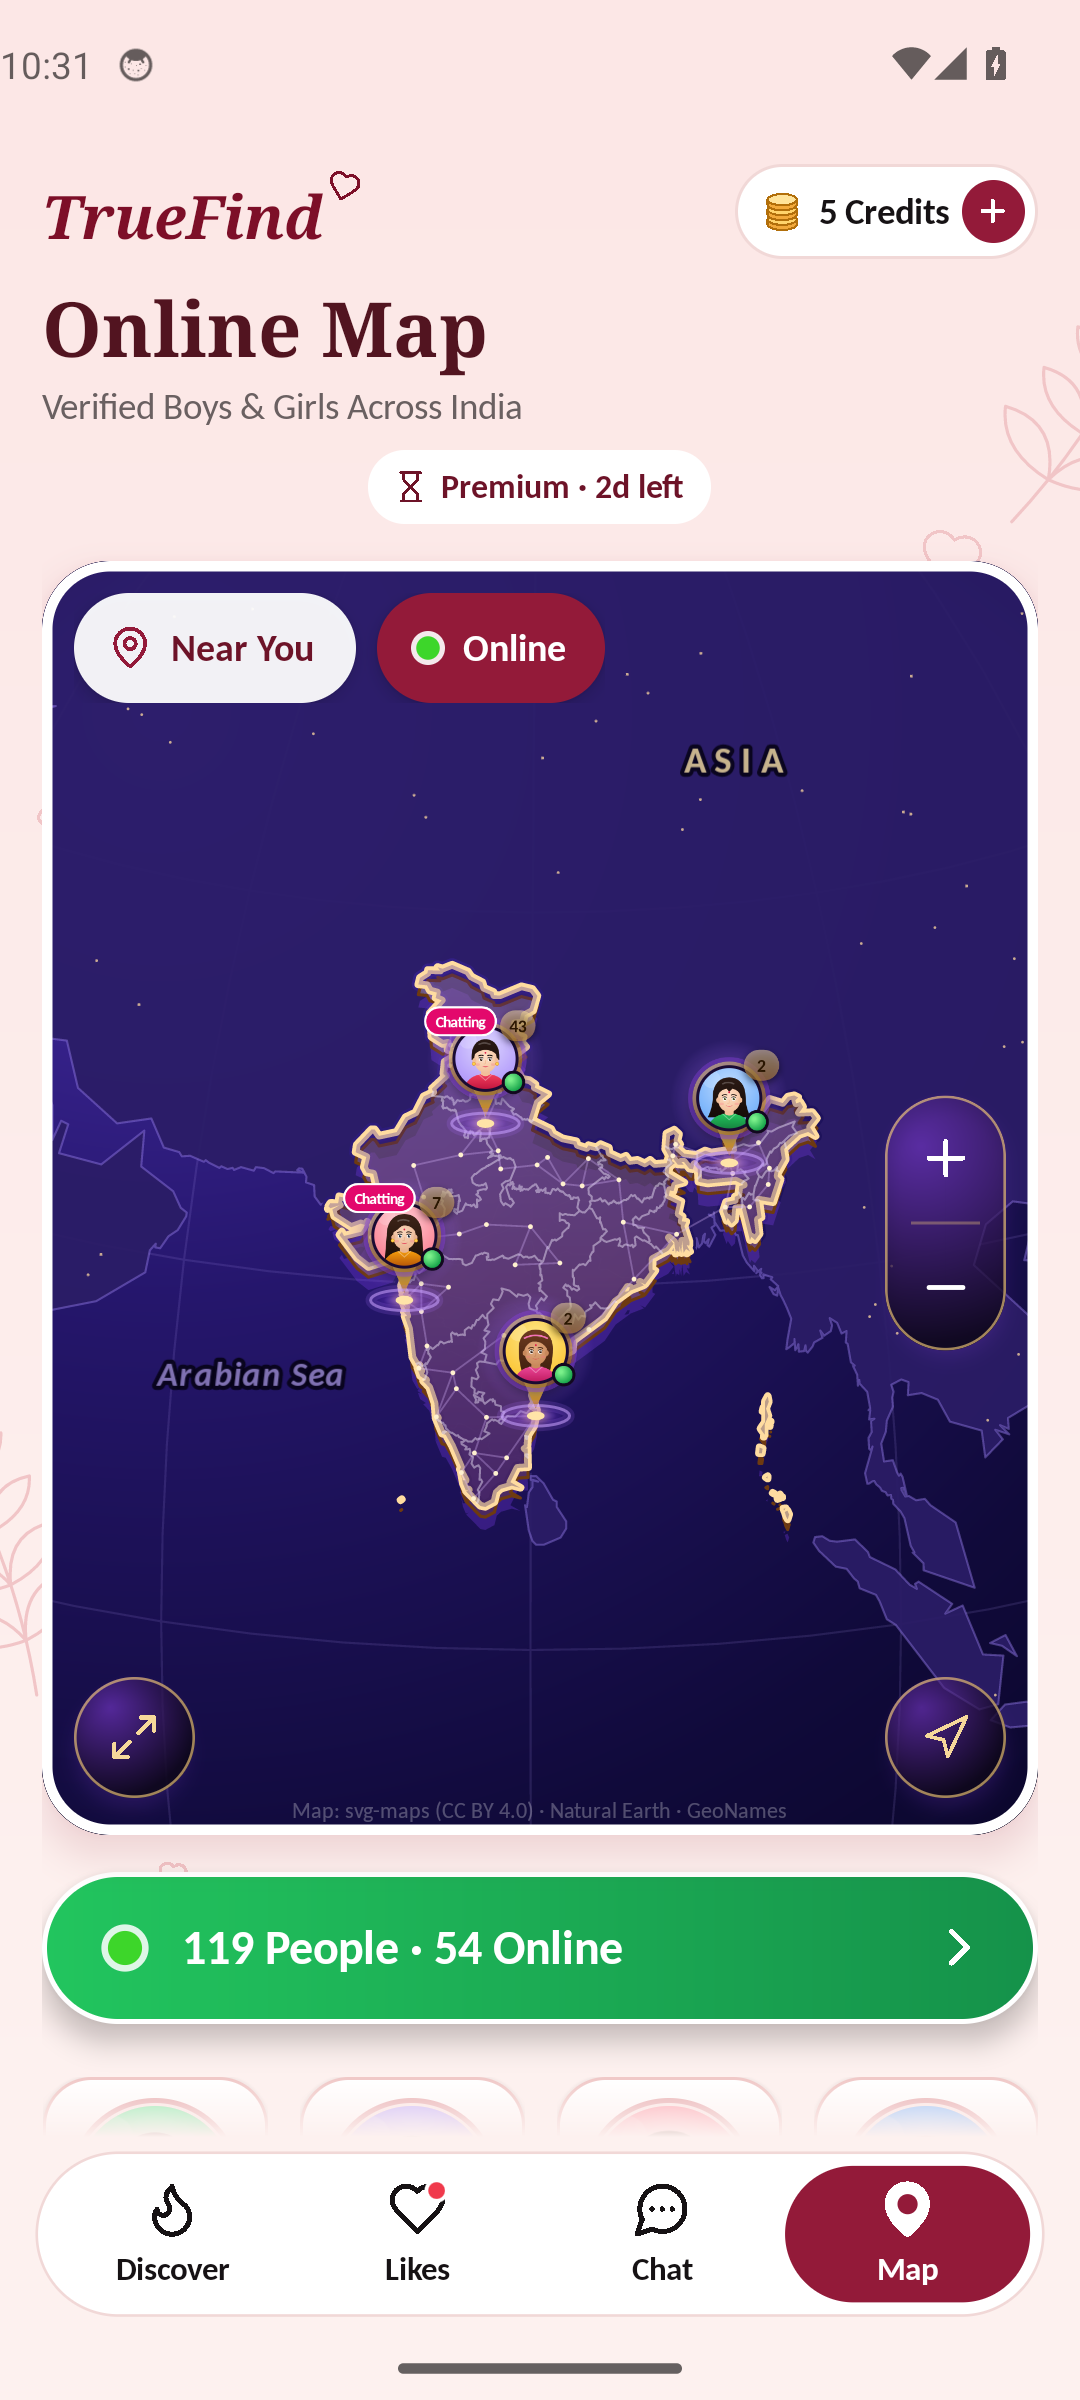 10:31
TrueFind
5 Credits
Online Map
Verified Boys & Girls Across India
Premium · 2d left
Near You
Online
ASIA
Chatting
43
2
Chatting
7
2
Arabian Sea
Map: svg-maps (CC BY 4.0) · Natural Earth · GeoNames
119 People · 54 Online
Discover
Likes
Chat
Map